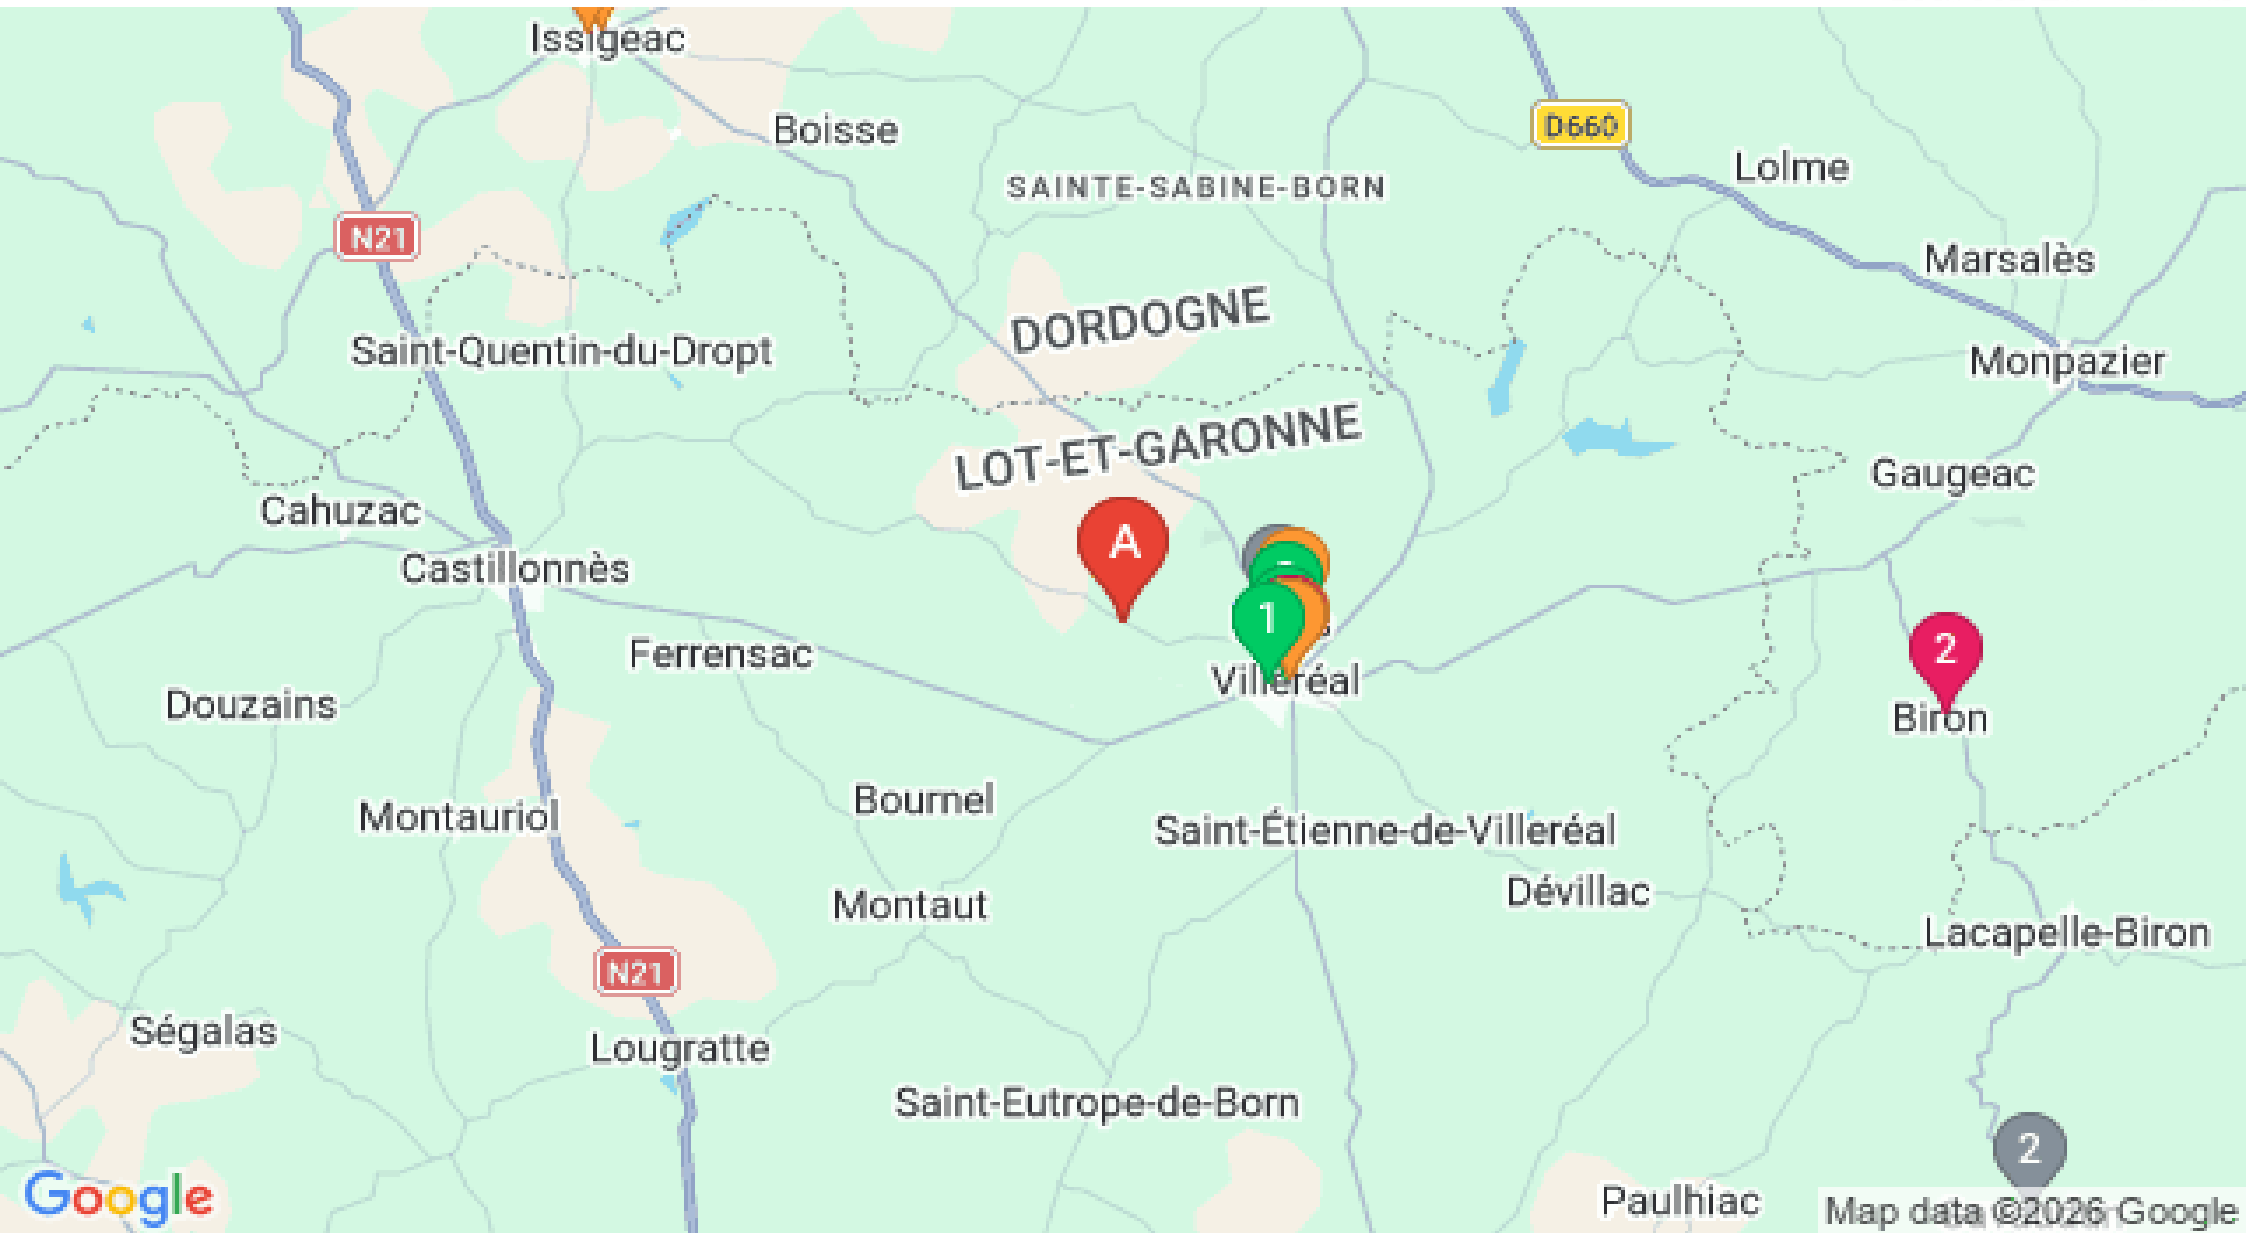 Issigeac
Boisse
D660
Lolme
SAINTE-SABINE-BORN
N21
Marsalès
DORDOGNE
Saint-Quentin-du-Dropt
Monpazier
LOT-ET-GARONNE
Gaugeac
Cahuzac
A
Castillonnès
1
2
Ferrensac
Villeréal
Douzains
Biron
Bournel
Montauriol
Saint-Étienne-de-Villeréal
Dévillac
Montaut
Lacapelle-Biron
N21
Ségalas
Lougratte
Saint-Eutrope-de-Born
2
Paulhiac
Google
Map data ©2026 Google